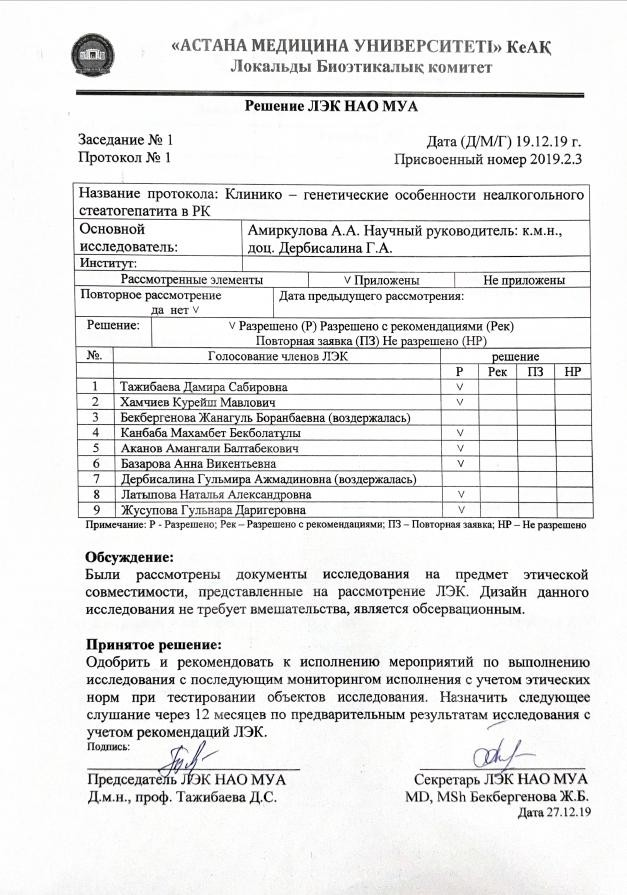 «АСТАНА МЕДИЦИНА УНИВЕРСИТЕТІ» КеАҚ
Локальды Биоэтикалық комитет
Решение ЛЭК НАО МУА
Заседание № 1 Дата (Д/М/Г) 19.12.19 г.
Протокол № 1 Присвоенный номер 2019.2.3
Название протокола: Клинико – генетические особенности неалкогольного
стеатогепатита в РК
Основной Амиркулова А.А. Научный руководитель: к.м.н.,
исследователь: доц. Дербисалина Г.А.
Институт:
Рассмотренные элементы V Приложены Не приложены
Повторное рассмотрение Дата предыдущего рассмотрения:
да нет V
Решение: V Разрешено (Р) Разрешено с рекомендациями (Рек)
Повторная заявка (ПЗ) Не разрешено (НР)
№. Голосование членов ЛЭК решение
Р Рек ПЗ НР
1 Тажибаева Дамира Сабировна V
2 Хамчиев Курейш Мавлович V
3 Бекбергенова Жанагуль Боранбаевна (воздержалась)
4 Канбаба Махамбет Бекболатұлы V
5 Аканов Амангали Балтабекович V
6 Базарова Анна Викентьевна V
7 Дербисалина Гульмира Ажмадиновна (воздержалась)
8 Латыпова Наталья Александровна V
9 Жусупова Гульнара Даригеровна V
Примечание: Р - Разрешено; Рек – Разрешено с рекомендациями; ПЗ – Повторная заявка; НР – Не разрешено
Обсуждение:
Были рассмотрены документы исследования на предмет этической
совместимости, представленные на рассмотрение ЛЭК. Дизайн данного
исследования не требует вмешательства, является обсервационным.
Принятое решение:
Одобрить и рекомендовать к исполнению мероприятий по выполнению
исследования с последующим мониторингом исполнения с учетом этических
норм при тестировании объектов исследования. Назначить следующее
слушание через 12 месяцев по предварительным результатам исследования с
учетом рекомендаций ЛЭК.
Подпись:
Председатель ЛЭК НАО МУА Секретарь ЛЭК НАО МУА
Д.м.н., проф. Тажибаева Д.С. MD, MSh Бекбергенова Ж.Б.
Дата 27.12.19